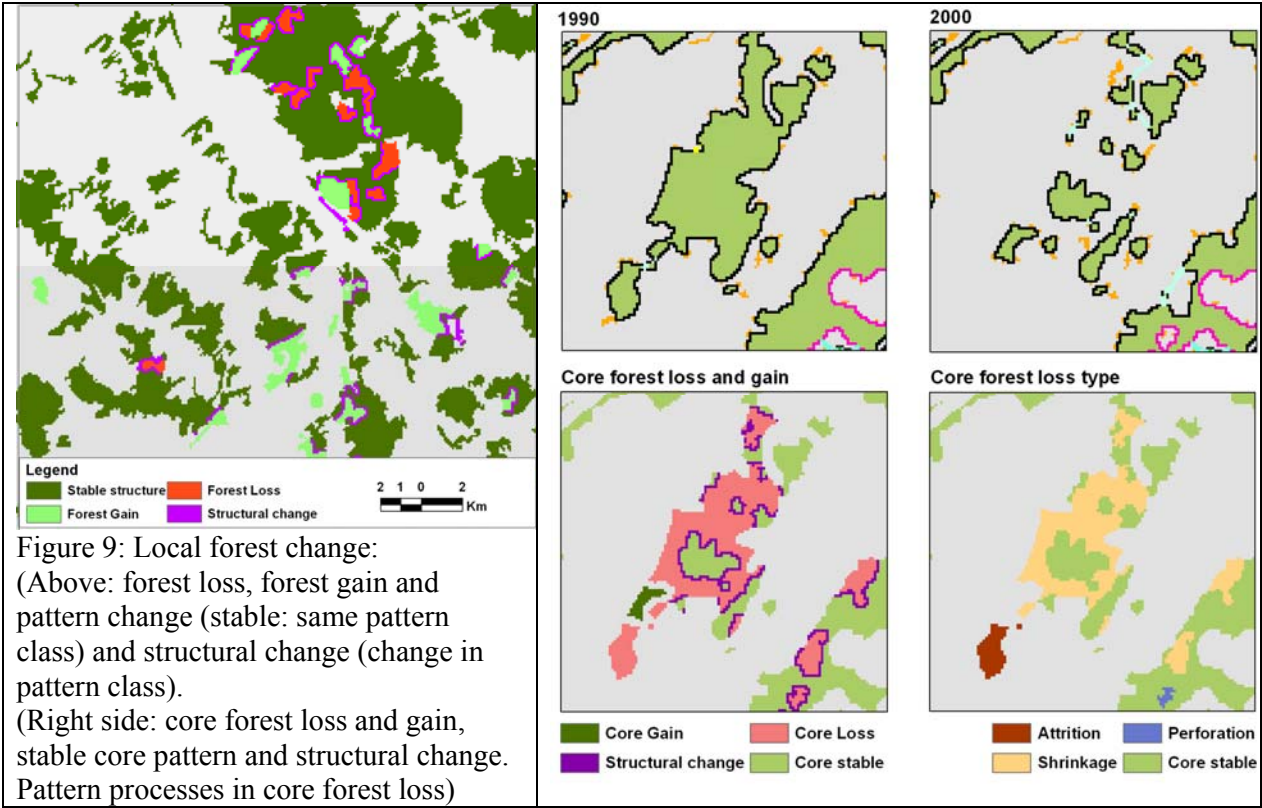 Legend
Stable structure Forest Loss
Forest Gain Structural change
2 1 0 2
Km
Figure 9: Local forest change:
(Above: forest loss, forest gain and
pattern change (stable: same pattern
class) and structural change (change in
pattern class).
(Right side: core forest loss and gain,
stable core pattern and structural change.
Pattern processes in core forest loss)
1990 2000
Core forest loss and gain Core forest loss type
Core Gain Core Loss Attrition Perforation
Structural change Core stable Shrinkage Core stable